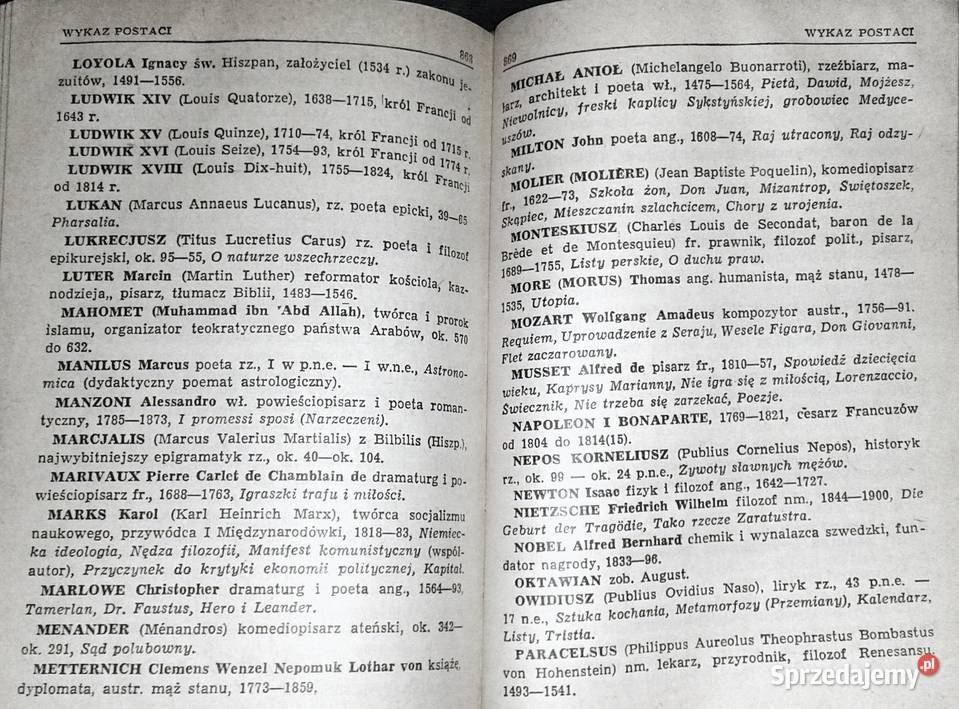 WYKAZ POSTACI
868
LOYOLA Ignacy św. Hiszpan, założyciel (1534 r.) zakonu je-
zuitów, 1491—1556.
LUDWIK XIV (Louis Quatorze), 1638—1715, król Francji od
1643 r.
LUDWIK XV (Louis Quinze), 1710—74, król Francji od 1715 r.
LUDWIK XVI (Louis Seize), 1754—93, król Francji od 1774 r.
LUDWIK XVIII (Louis Dix-huit), 1755—1824, król Francji
od 1814 r.
LUKAN (Marcus Annaeus Lucanus), rz. poeta epicki, 39—65
Pharsalia.
LUKRECJUSZ (Titus Lucretius Carus) rz. poeta i filozof
epikurejski, ok. 95—55, O naturze wszechrzeczy.
LUTER Marcin (Martin Luther) reformator kościoła, kaz-
nodzieja,, pisarz, tłumacz Biblii, 1483—1546.
MAHOMET (Muhammad ibn 'Abd Allāh), twórca i prorok
islamu, organizator teokratycznego państwa Arabów, ok. 570
do 632.
MANILUS Marcus poeta rz., I w p.n.e. — I w.n.e., Astrono-
mica (dydaktyczny poemat astrologiczny).
MANZONI Alessandro wł. powieściopisarz i poeta roman-
tyczny, 1785—1873, I promessi sposi (Narzeczeni).
MARCJALIS (Marcus Valerius Martialis) z Bilbilis (Hiszp.),
najwybitniejszy epigramatyk rz., ok. 40—ok. 104.
MARIVAUX Pierre Carlet de Chamblain de dramaturg i po-
wieściopisarz fr., 1688—1763, Igraszki trafu i miłości.
MARKS Karol (Karl Heinrich Marx), twórca socjalizmu
naukowego, przywódca I Międzynarodówki, 1818—83, Niemiec-
ka ideologia, Nędza filozofii, Manifest komunistyczny (wspól-
autor), Przyczynek do krytyki ekonomii politycznej, Kapitał.
MARLOWE Christopher dramaturg i poeta ang., 1564—93,
Tamerlan, Dr. Faustus, Hero i Leander.
MENANDER (Ménandros) komediopisarz ateński, ok. 342—
ok. 291, Sąd polubowny.
METTERNICH Clemens Wenzel Nepomuk Lothar von książę,
dyplomata, austr. mąż stanu, 1773—1859.
869
WYKAZ POSTACI
MICHAŁ ANIOŁ (Michelangelo Buonarroti), rzeźbiarz, ma-
larz, architekt i poeta wł., 1475—1564, Pietà, Dawid, Mojżesz,
Niewolnicy, freski kaplicy Sykstyńskiej, grobowiec Medyce-
uszów.
MILTON John poeta ang., 1608—74, Raj utracony, Raj odzy-
skany.
MOLIER (MOLIÈRE) (Jean Baptiste Poquelin), komediopisarz
fr., 1622—73, Szkoła żon, Don Juan, Mizantrop, Świętoszek,
Skąpiec, Mieszczanin szlachcicem, Chory z urojenia.
MONTESKIUSZ (Charles Louis de Secondat, baron de la
Brède et de Montesquieu) fr. prawnik, filozof polit., pisarz,
1689—1755, Listy perskie, O duchu praw.
MORE (MORUS) Thomas ang. humanista, mąż stanu, 1478—
1535, Utopia.
MOZART Wolfgang Amadeus kompozytor austr., 1756—91.
Requiem, Uprowadzenie z Seraju, Wesele Figara, Don Giovanni,
Flet zaczarowany.
MUSSET Alfred de pisarz fr., 1810—57, Spowiedź dziecięcia
wieku, Kaprysy Marianny, Nie igra się z miłością, Lorenzaccio,
Świecznik, Nie trzeba się zarzekać, Poezje.
NAPOLEON I BONAPARTE, 1769—1821, cesarz Francuzów
od 1804 do 1814(15).
NEPOS KORNELIUSZ (Publius Cornelius Nepos), historyk
rz., ok. 99 — ok. 24 p.n.e., Żywoty sławnych mężów.
NEWTON Isaac fizyk i filozof ang., 1642—1727.
NIETZSCHE Friedrich Wilhelm filozof nm., 1844—1900, Die
Geburt der Tragödie, Tako rzecze Zaratustra.
NOBEL Alfred Bernhard chemik i wynalazca szwedzki, fun-
dator nagrody, 1833—96.
OKTAWIAN zob. August.
OWIDIUSZ (Publius Ovidius Naso), liryk rz., 43 p.n.e. —
17 n.e., Sztuka kochania, Metamorfozy (Przemiany), Kalendarz,
Listy, Tristia.
PARACELSUS (Philippus Aureolus Theophrastus Bombastus
von Hohenstein) nm. lekarz, przyrodnik, filozof Renesansu,
1493—1541.
Sprzedajemy.pl